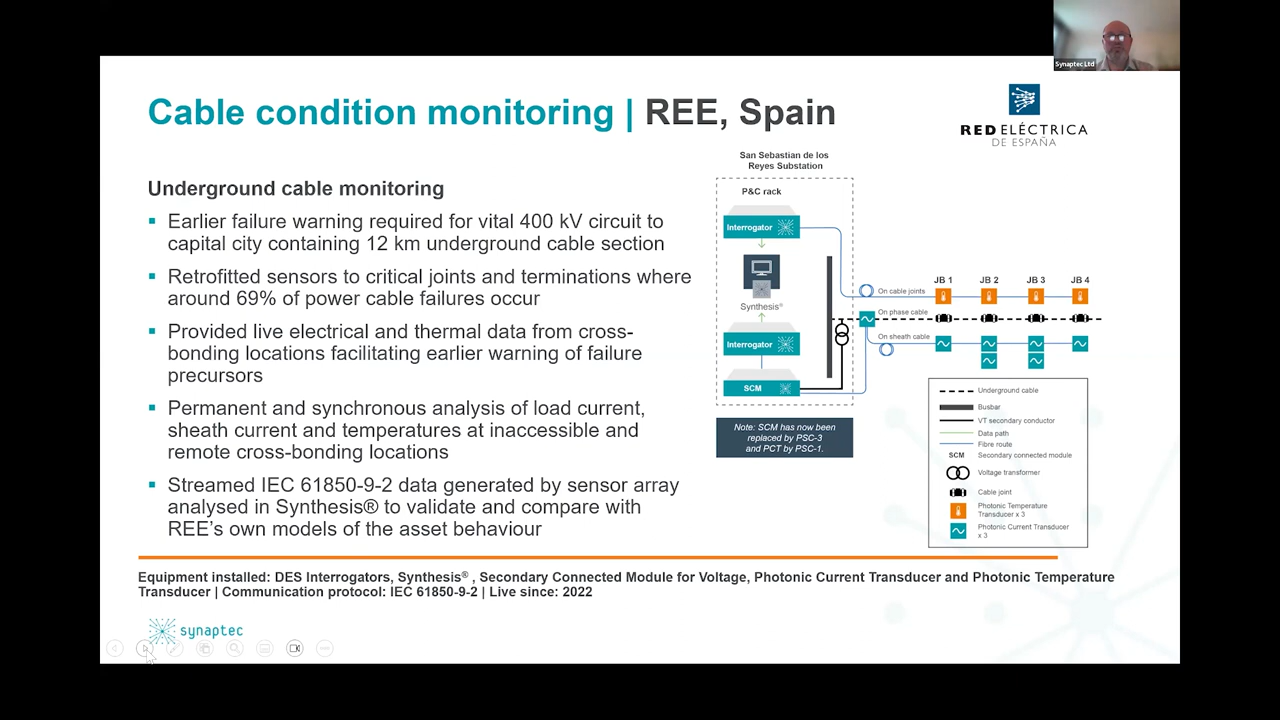 Synaptec Ltd
Cable condition monitoring | REE, Spain
RED ELÉCTRICA
DE ESPAÑA
Underground cable monitoring
▪ Earlier failure warning required for vital 400 kV circuit to
capital city containing 12 km underground cable section
▪ Retrofitted sensors to critical joints and terminations where
around 69% of power cable failures occur
▪ Provided live electrical and thermal data from cross-
bonding locations facilitating earlier warning of failure
precursors
▪ Permanent and synchronous analysis of load current,
sheath current and temperatures at inaccessible and
remote cross-bonding locations
▪ Streamed IEC 61850-9-2 data generated by sensor array
analysed in Synthesis® to validate and compare with
REE's own models of the asset behaviour
San Sebastian de los
Reyes Substation
P&C rack
Interrogator
Synthesis®
Interrogator
SCM
JB 1 JB 2 JB 3 JB 4
On cable joints
On phase cable
On sheath cable
Note: SCM has now been
replaced by PSC-3
and PCT by PSC-1.
Underground cable
Busbar
VT secondary conductor
Data path
Fibre route
SCM Secondary connected module
Voltage transformer
Cable joint
Photonic Temperature
Transducer x 3
Photonic Current Transducer
x 3
Equipment installed: DES Interrogators, Synthesis® , Secondary Connected Module for Voltage, Photonic Current Transducer and Photonic Temperature
Transducer | Communication protocol: IEC 61850-9-2 | Live since: 2022
synaptec